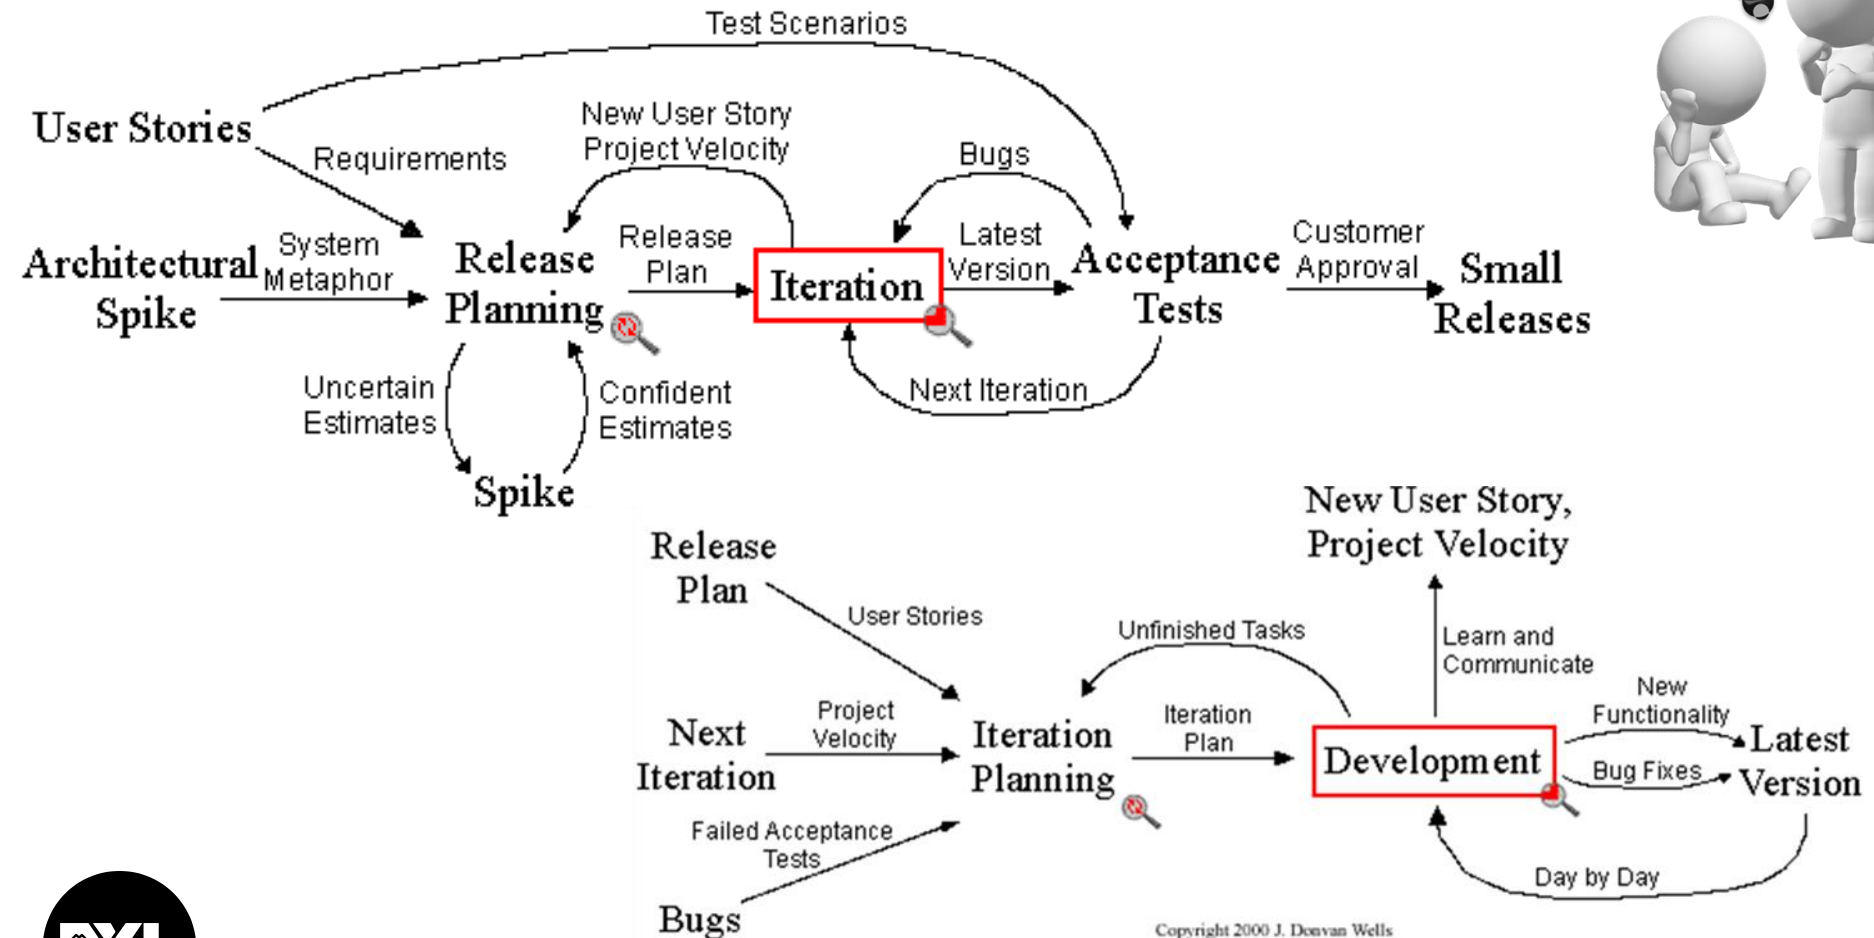 Test Scenarios
User Stories
New User Story
Project Velocity
Requirements
Bugs
Architectural
Spike
System
Metaphor
Release
Planning
Release
Plan
Iteration
Latest
Version
Acceptance
Tests
Customer
Approval
Small
Releases
Uncertain
Estimates
Confident
Estimates
Next Iteration
Spike
New User Story,
Project Velocity
Release
Plan
User Stories
Unfinished Tasks
Learn and
Communicate
Next
Iteration
Project
Velocity
Iteration
Planning
Iteration
Plan
Development
New
Functionality
Bug Fixes
Latest
Version
Failed Acceptance
Tests
Bugs
Day by Day
Copyright 2000 J. Donvan Wells